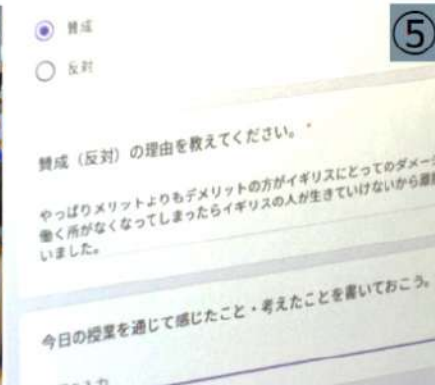 ⑤
賛成
反対
賛成（反対）の理由を教えてください。*
やっぱりメリットよりもデメリットの方がイギリスにとってのダメー
働く所がなくなってしまったらイギリスの人が生きていけないから
いました。
今日の授業を通じて感じたこと・考えたことを書いておこう。